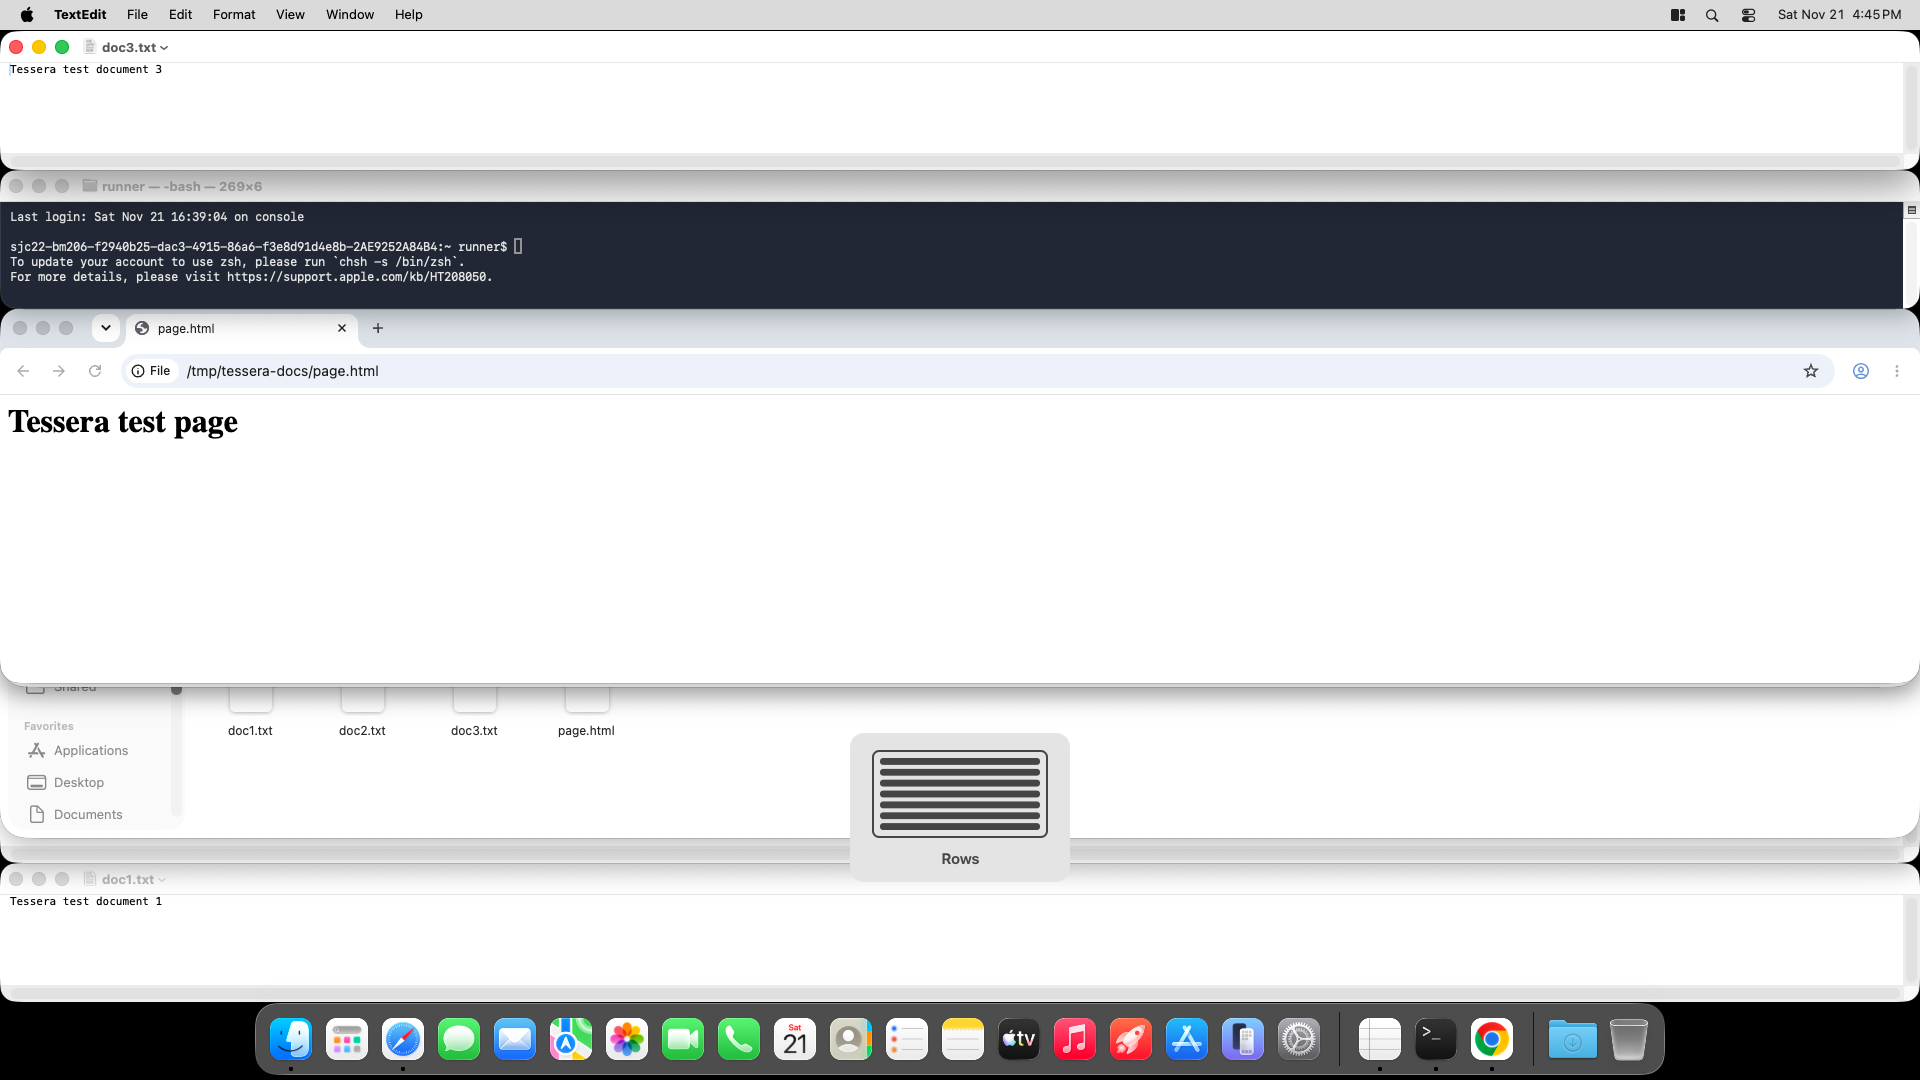 TextEdit File Edit Format View Window Help Sat Nov 21 4:45 PM
doc3.txt
Tessera test document 3
runner — -bash — 269×6
Last login: Sat Nov 21 16:39:04 on console
sjc22-bm206-f2940b25-dac3-4915-86a6-f3e8d91d4e8b-2AE9252A84B4:~ runner$
To update your account to use zsh, please run `chsh -s /bin/zsh`.
For more details, please visit https://support.apple.com/kb/HT208050.
page.html
File /tmp/tessera-docs/page.html
Tessera test page
Shared
Favorites
doc1.txt doc2.txt doc3.txt page.html
Applications
Desktop
Documents
Rows
doc1.txt
Tessera test document 1
Sat
21
tv
>_